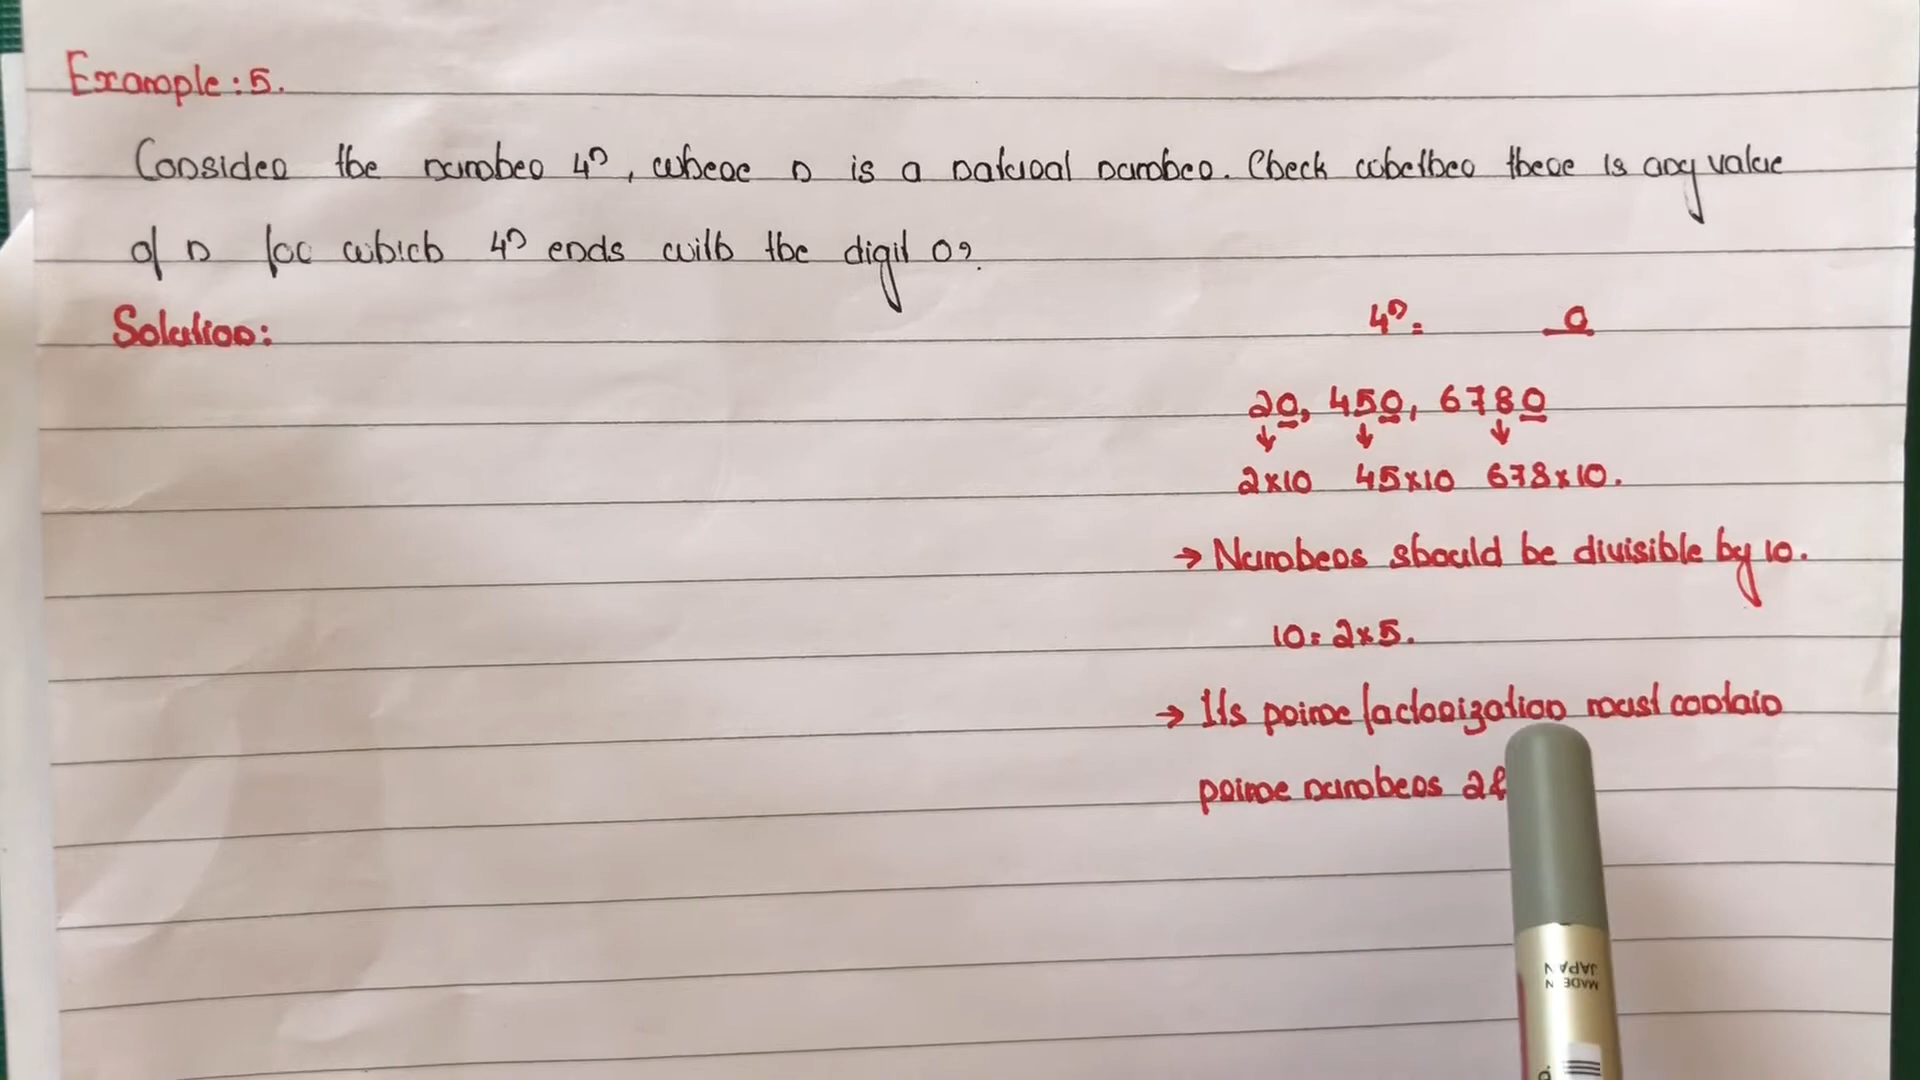 Example: 5.
Consider the number 4ⁿ, where n is a natural number. Check whether there is any value
of n for which 4ⁿ ends with the digit 0?
Solution:
4ⁿ = 0
20, 450, 6780
↓ ↓ ↓
2×10 45×10 678×10.
→ Numbers should be divisible by 10.
10 = 2×5.
→ Its prime factorization must contain
prime numbers 2 &
MADE IN
JAPAN